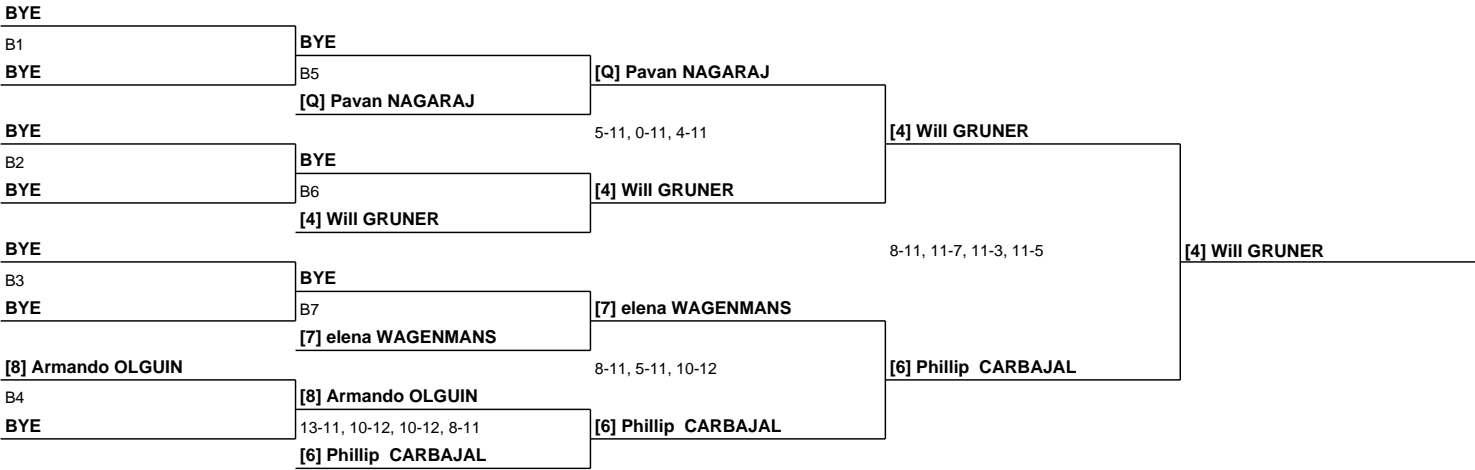 BYE
B1
BYE
BYE
B5
[Q] Pavan NAGARAJ
[Q] Pavan NAGARAJ
BYE
5-11, 0-11, 4-11
[4] Will GRUNER
B2
BYE
BYE
B6
[4] Will GRUNER
[4] Will GRUNER
BYE
8-11, 11-7, 11-3, 11-5
[4] Will GRUNER
B3
BYE
BYE
B7
[7] elena WAGENMANS
[7] elena WAGENMANS
[8] Armando OLGUIN
8-11, 5-11, 10-12
[6] Phillip  CARBAJAL
B4
[8] Armando OLGUIN
BYE
13-11, 10-12, 10-12, 8-11
[6] Phillip  CARBAJAL
[6] Phillip  CARBAJAL